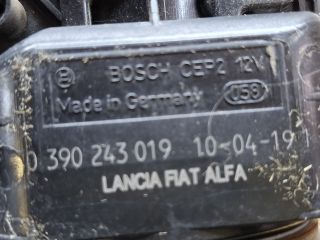 BOSCH CEP2 12V
Made in Germany 058
0 390 243 019 10-04-19
LANCIA FIAT ALFA